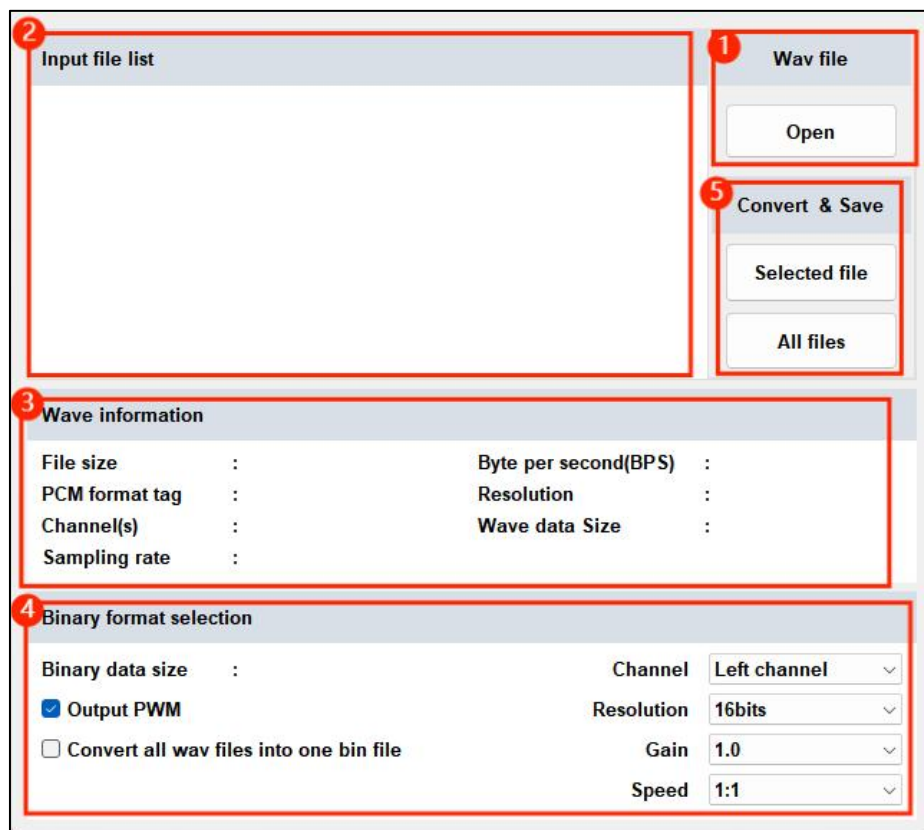 2
Input file list
1
Wav file
Open
5
Convert & Save
Selected file
All files
3
Wave information
File size :
Byte per second(BPS) :
PCM format tag :
Resolution :
Channel(s) :
Wave data Size :
Sampling rate :
4
Binary format selection
Binary data size :
Channel Left channel
Output PWM
Resolution 16bits
Convert all wav files into one bin file
Gain 1.0
Speed 1:1